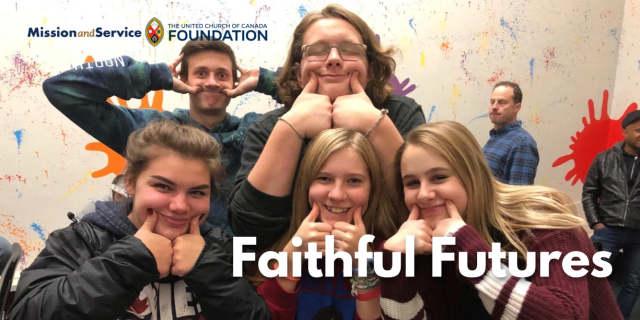 Mission and Service
THE UNITED CHURCH OF CANADA
FOUNDATION
Faithful Futures